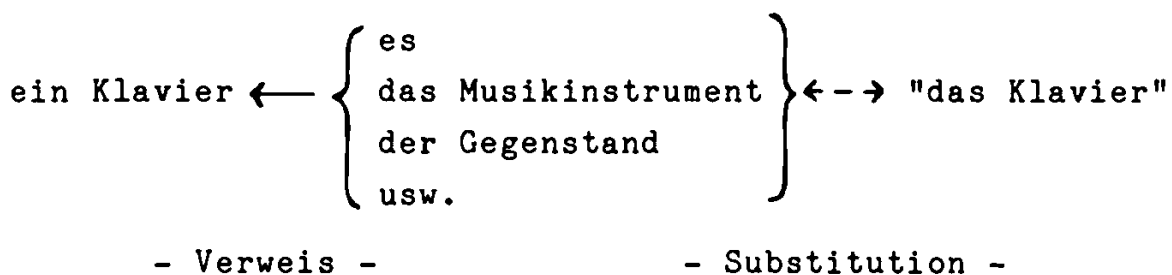 es
ein Klavier ← das Musikinstrument ←-→ "das Klavier"
der Gegenstand
usw.
- Verweis - - Substitution -